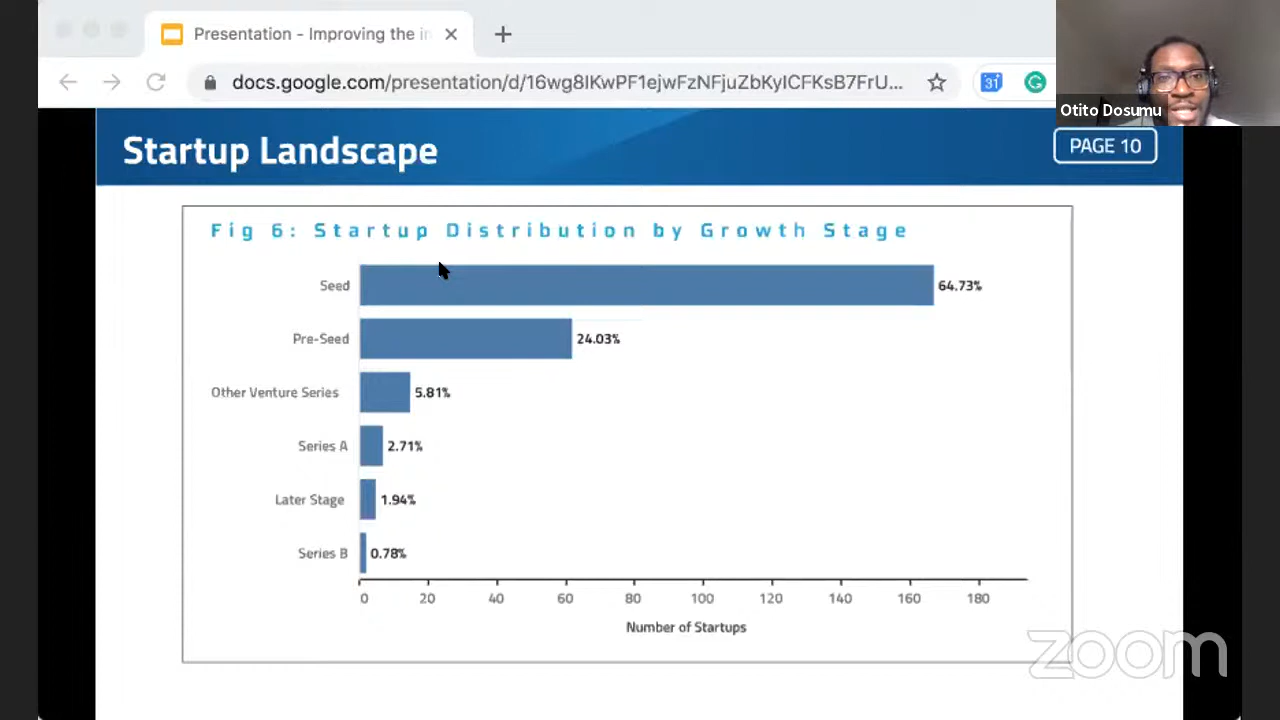 Presentation - Improving the in
docs.google.com/presentation/d/16wg8IKwPF1ejwFzNFjuZbKyICFKsB7FrU...
31
Otito Dosumu
Startup Landscape
PAGE 10
Fig 6: Startup Distribution by Growth Stage
Seed
64.73%
Pre-Seed
24.03%
Other Venture Series
5.81%
Series A
2.71%
Later Stage
1.94%
Series B
0.78%
0 20 40 60 80 100 120 140 160 180
Number of Startups
zoom